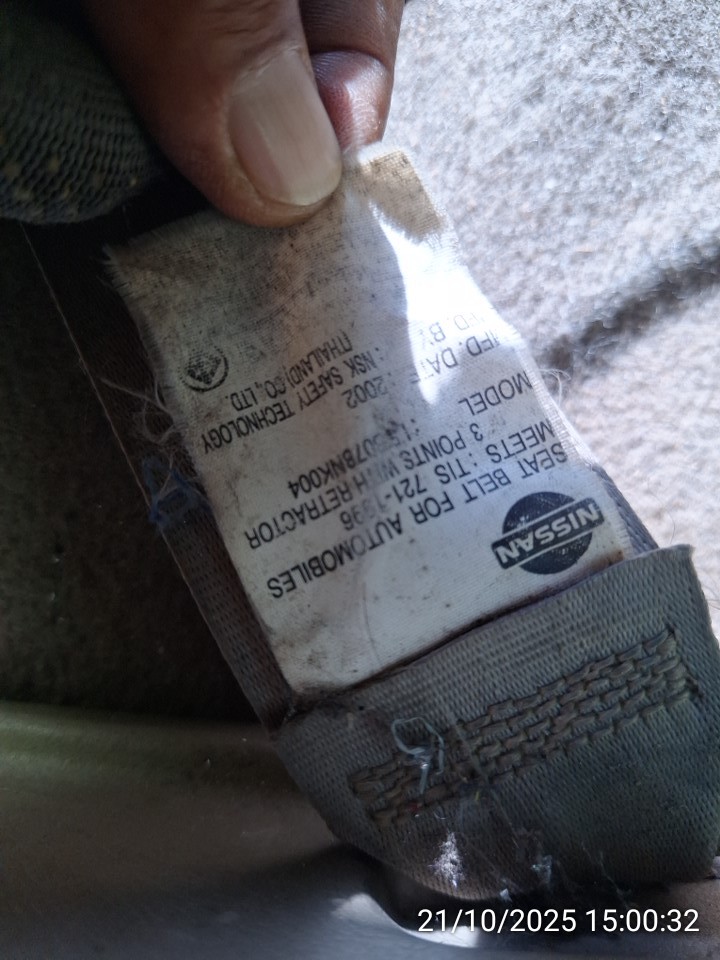 NISSAN
SEAT BELT FOR AUTOMOBILES
MEETS : TIS 721-1996
3 POINTS WITH RETRACTOR
MODEL :
MFD. DATE : 2002
MFD. BY : NSK SAFETY TECHNOLOGY
(THAILAND) CO., LTD.
21/10/2025 15:00:32